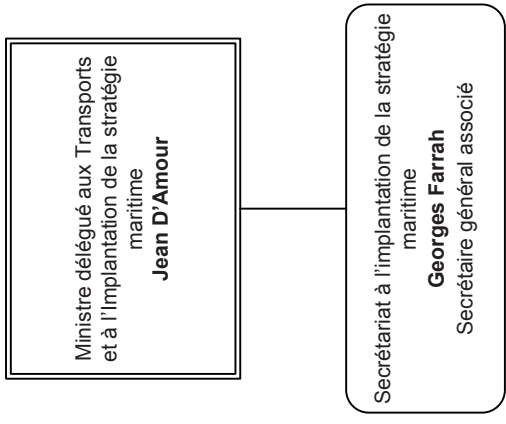 Ministre délégué aux Transports
et à l'Implantation de la stratégie
maritime
Jean D'Amour
Secrétariat à l'implantation de la stratégie
maritime
Georges Farrah
Secrétaire général associé